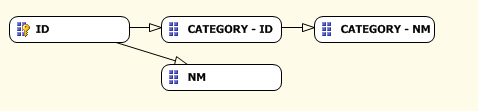 ID
CATEGORY - ID
CATEGORY - NM
NM